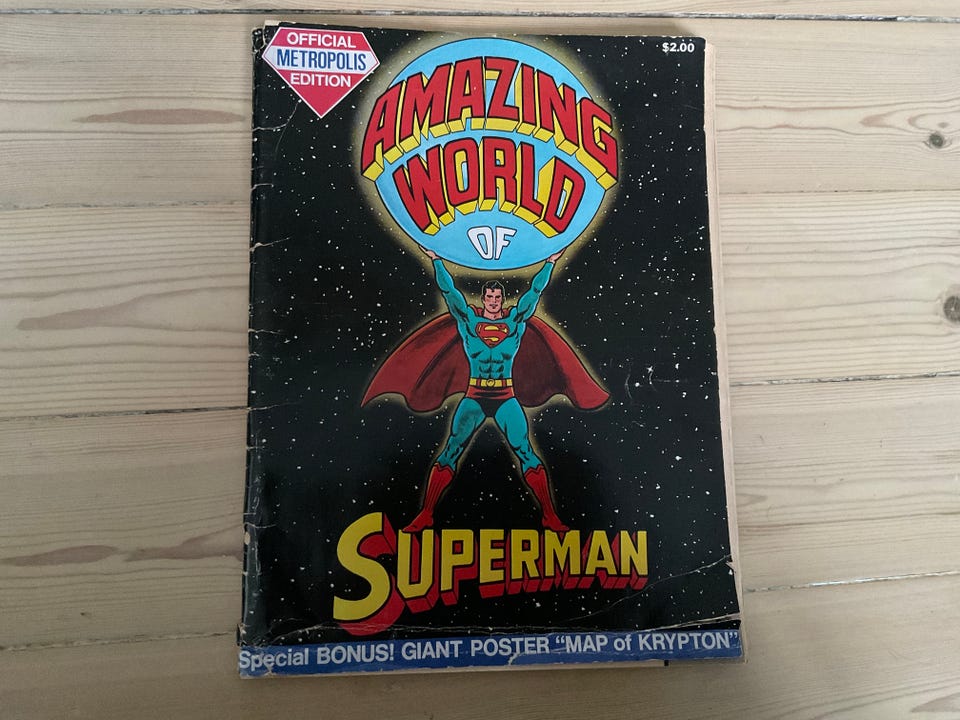 OFFICIAL
METROPOLIS
EDITION
$2.00
AMAZING
WORLD
OF
S
SUPERMAN
Special BONUS! GIANT POSTER "MAP of KRYPTON"